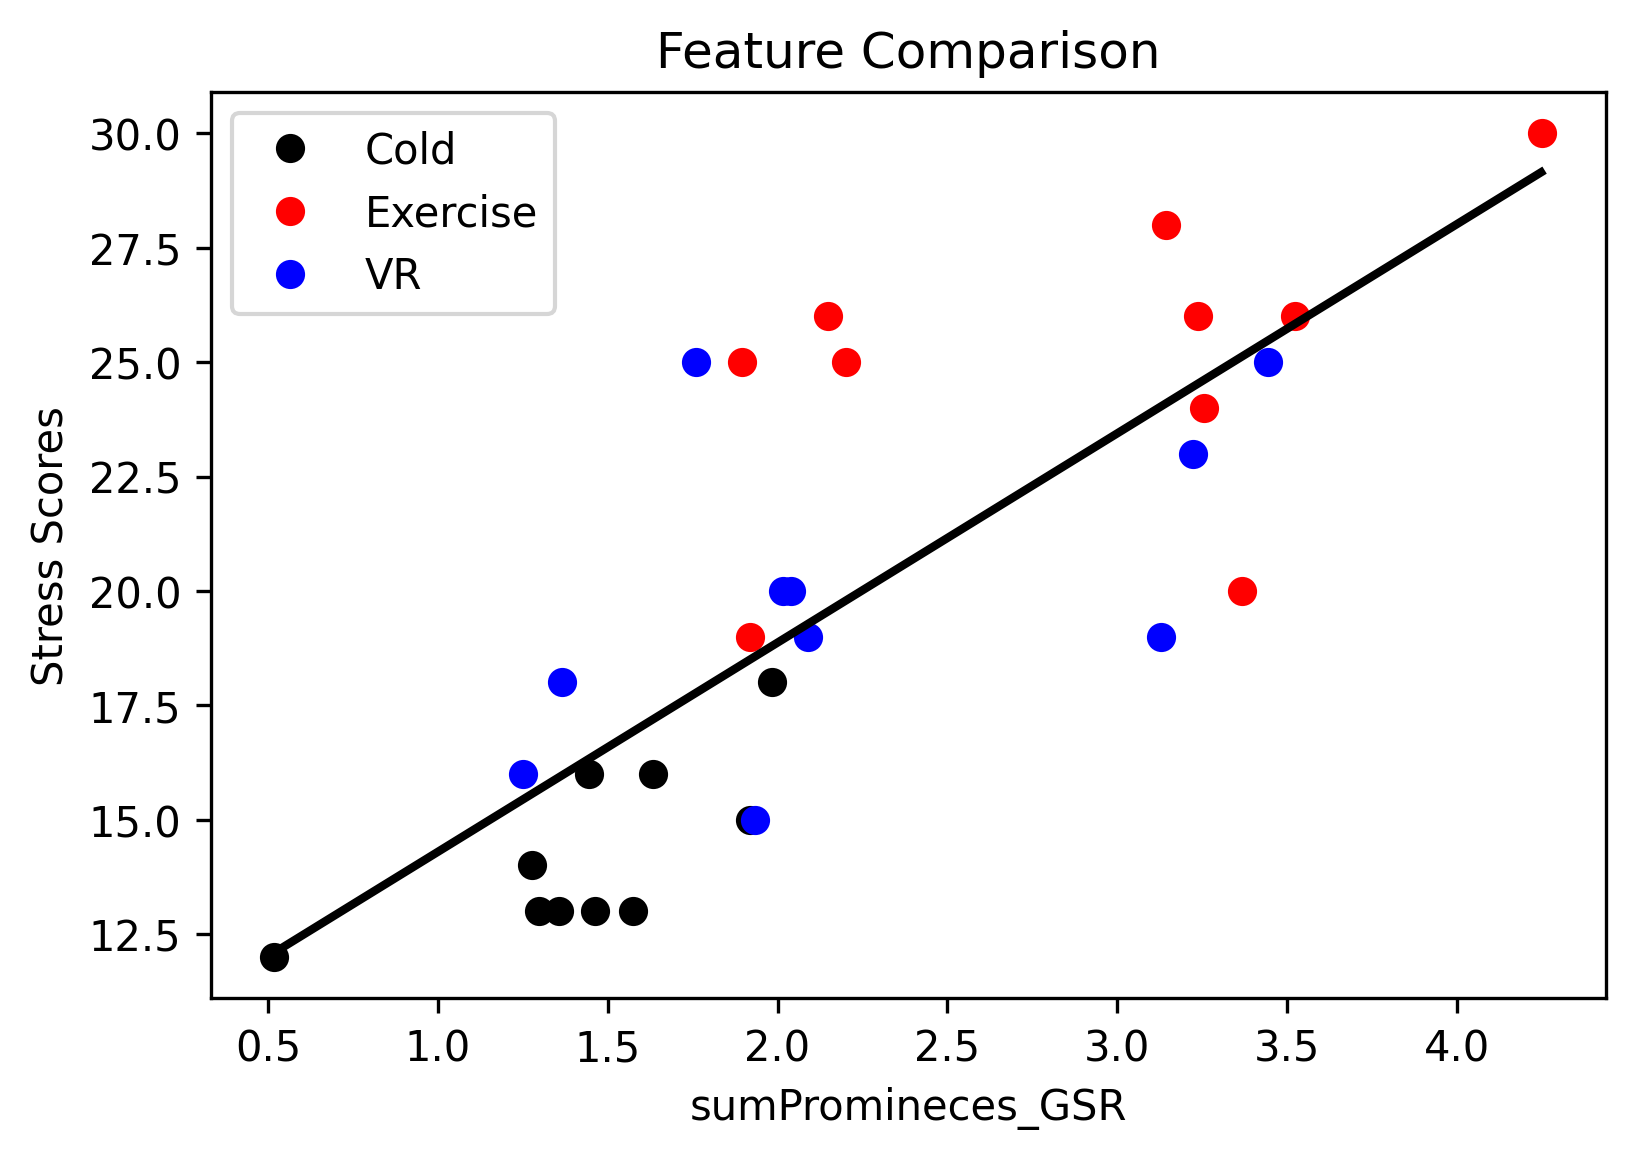 Feature Comparison
Cold
Exercise
VR
30.0
27.5
25.0
22.5
20.0
17.5
15.0
12.5
Stress Scores
0.5 1.0 1.5 2.0 2.5 3.0 3.5 4.0
sumPromineces_GSR